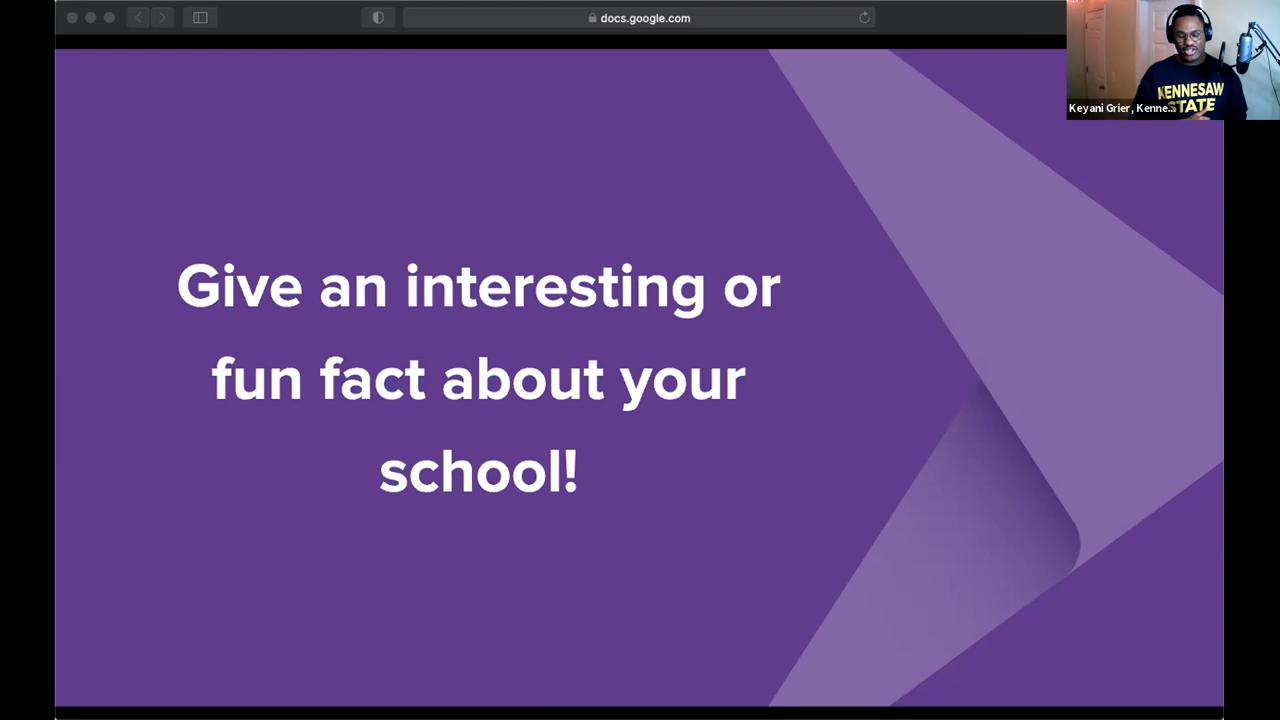 docs.google.com
KENNESAW
STATE
Keyani Grier, Kenne...
Give an interesting or
fun fact about your
school!